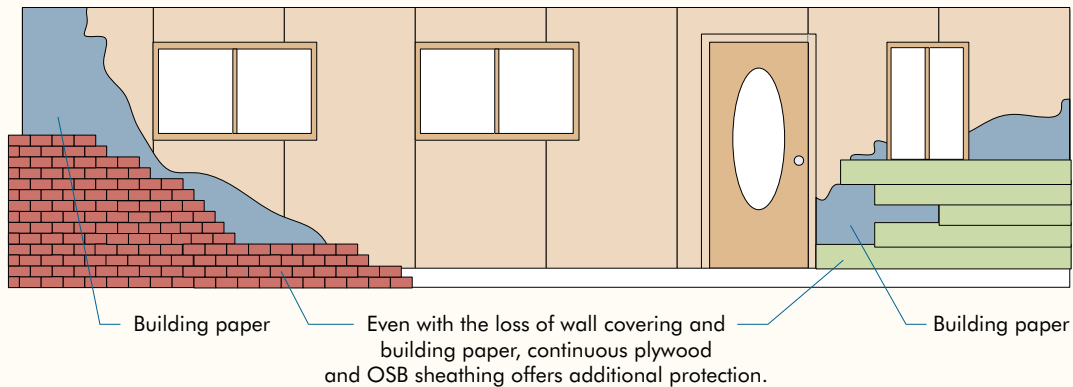 Building paper
Even with the loss of wall covering and
building paper, continuous plywood
and OSB sheathing offers additional protection.
Building paper